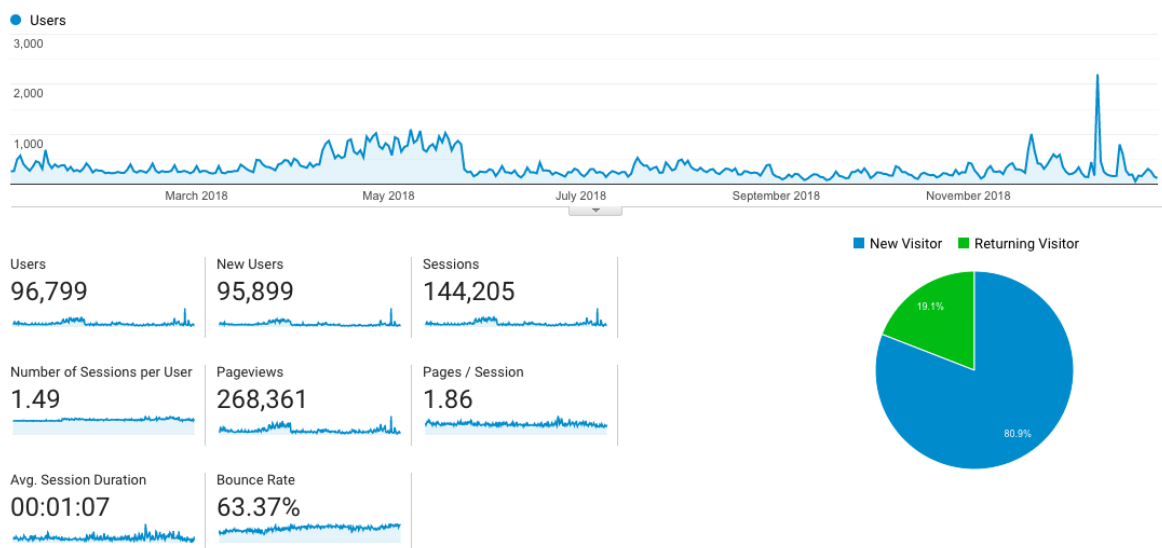 Users
3,000
2,000
1,000
March 2018 May 2018 July 2018 September 2018 November 2018
New Visitor Returning Visitor
Users New Users Sessions
96,799 95,899 144,205
19.1%
Number of Sessions per User Pageviews Pages / Session
1.49 268,361 1.86
80.9%
Avg. Session Duration Bounce Rate
00:01:07 63.37%